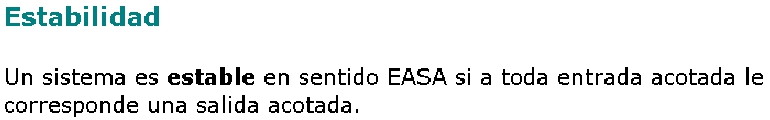 Estabilidad
Un sistema es estable en sentido EASA si a toda entrada acotada le
corresponde una salida acotada.